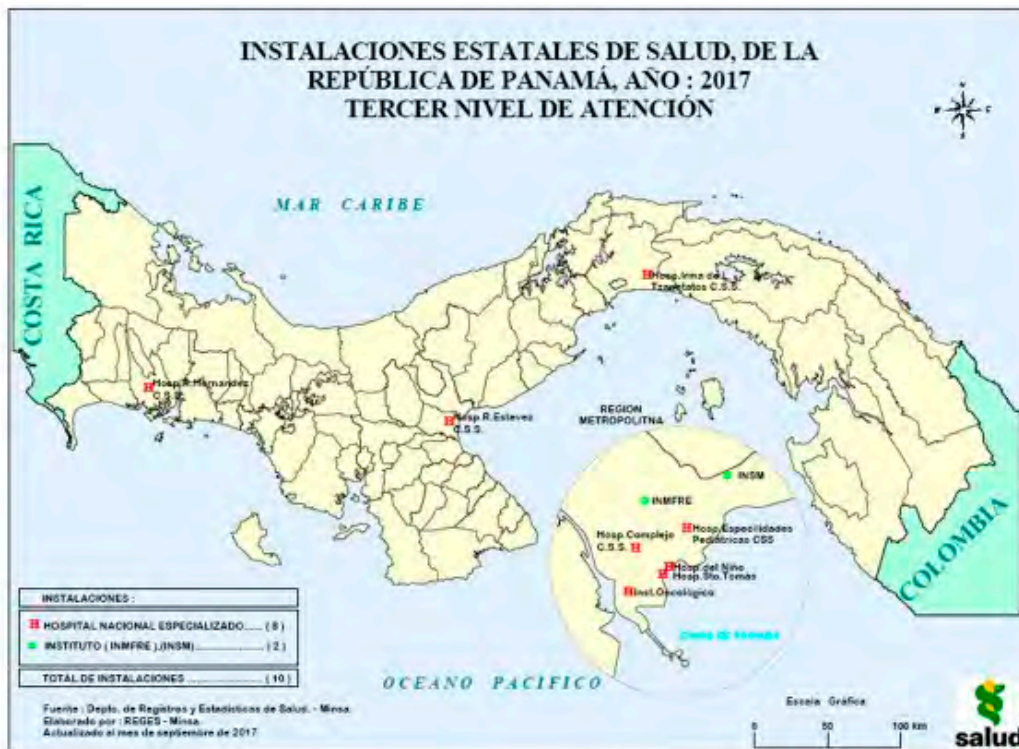 INSTALACIONES ESTATALES DE SALUD, DE LA
REPÚBLICA DE PANAMÁ, AÑO : 2017
TERCER NIVEL DE ATENCIÓN
N
W
E
S
COSTA RICA
MAR CARIBE
Hosp.Irma de L.
Tzanetatos C.S.S.
Hosp.R.Hernandez
C.S.S.
Hosp.R.Estevez
C.S.S.
REGION
METROPOLITNA
INSM
INMFRE
Hosp.Especilidades
Pediátricas CSS
Hosp.Complejo
C.S.S.
Hosp.del Niño
Hosp.Sto.Tomás
Inst.Oncológico
COLOMBIA
INSTALACIONES :
H HOSPITAL NACIONAL ESPECIALIZADO...... ( 8 )
INSTITUTO ( INMFRE ).(INSM)........................ ( 2 )
TOTAL DE INSTALACIONES .......................... ( 10 )
OCEANO PACIFICO
Fuente : Depto. de Registros y Estadísticas de Salud. - Minsa.
Elaborado por : REGES - Minsa.
Actualizado al mes de septiembre de 2017
Escala Gráfica
0 50 100 km
salud